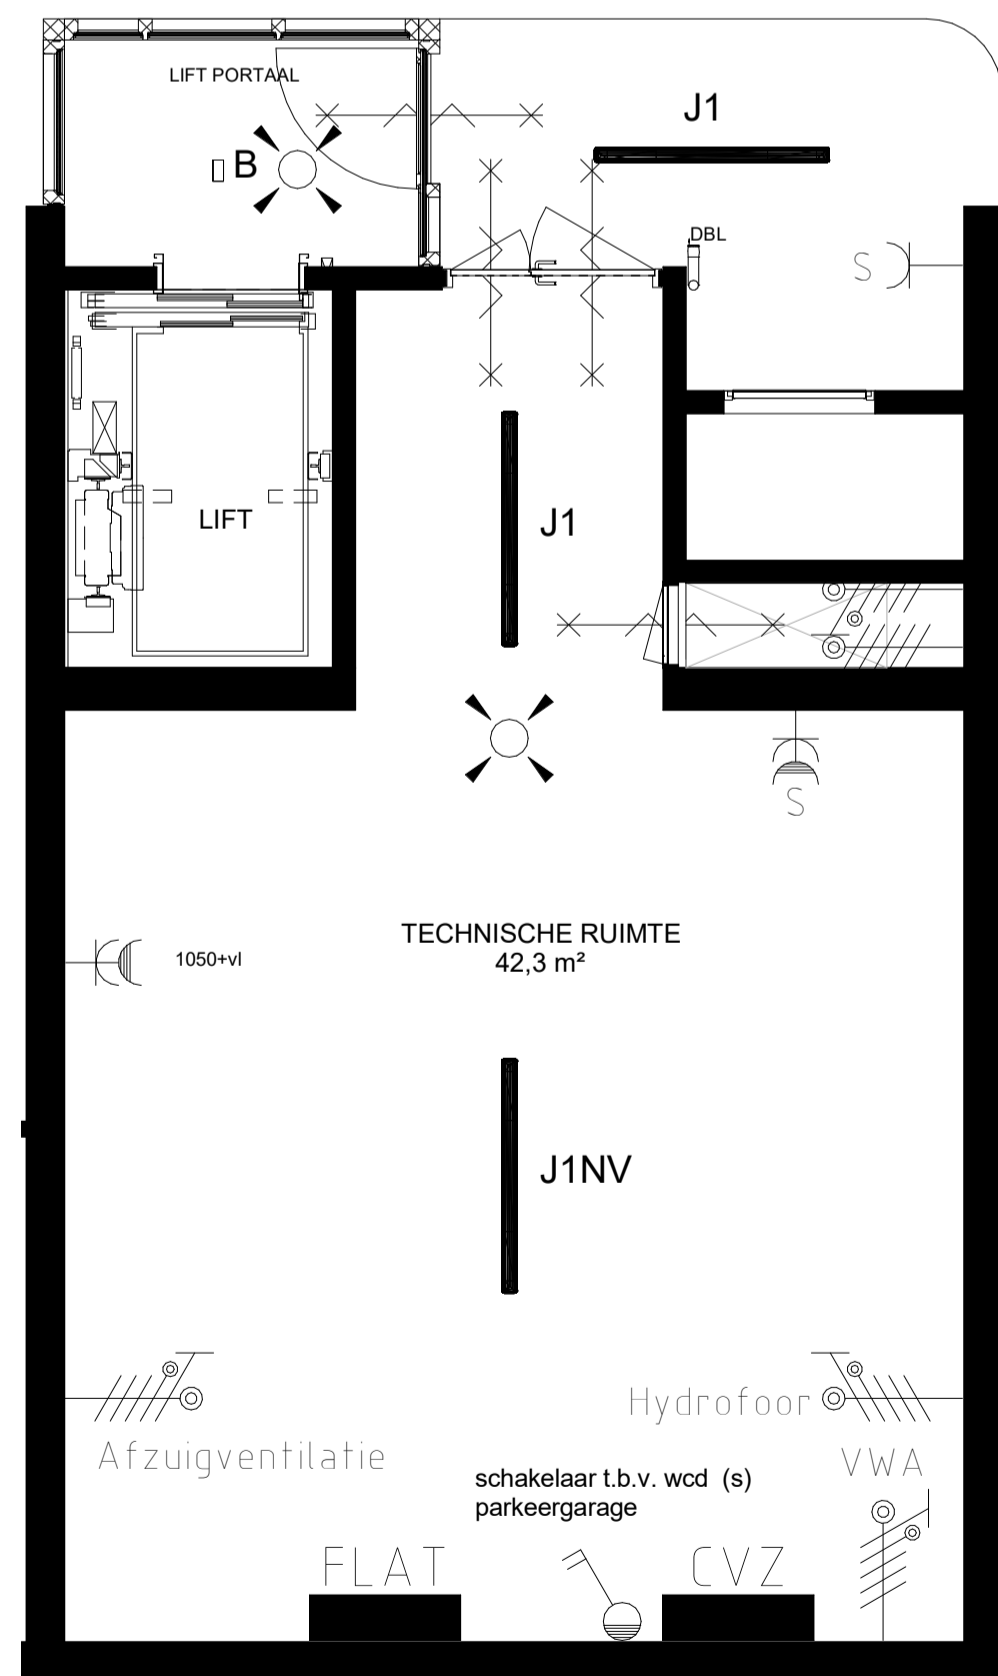 LIFT PORTAAL
J1
B
DBL
S
LIFT
J1
S
TECHNISCHE RUIMTE
42,3 m²
1050+vl
J1NV
Hydrofoor
Afzuigventilatie
VWA
schakelaar t.b.v. wcd (s)
parkeergarage
FLAT
CVZ